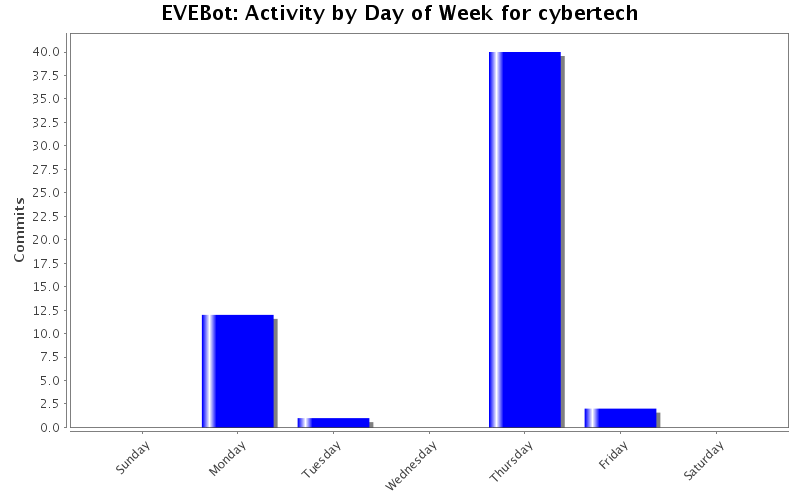 EVEBot: Activity by Day of Week for cybertech
Commits
40.0
37.5
35.0
32.5
30.0
27.5
25.0
22.5
20.0
17.5
15.0
12.5
10.0
7.5
5.0
2.5
0.0
Sunday
Monday
Tuesday
Wednesday
Thursday
Friday
Saturday